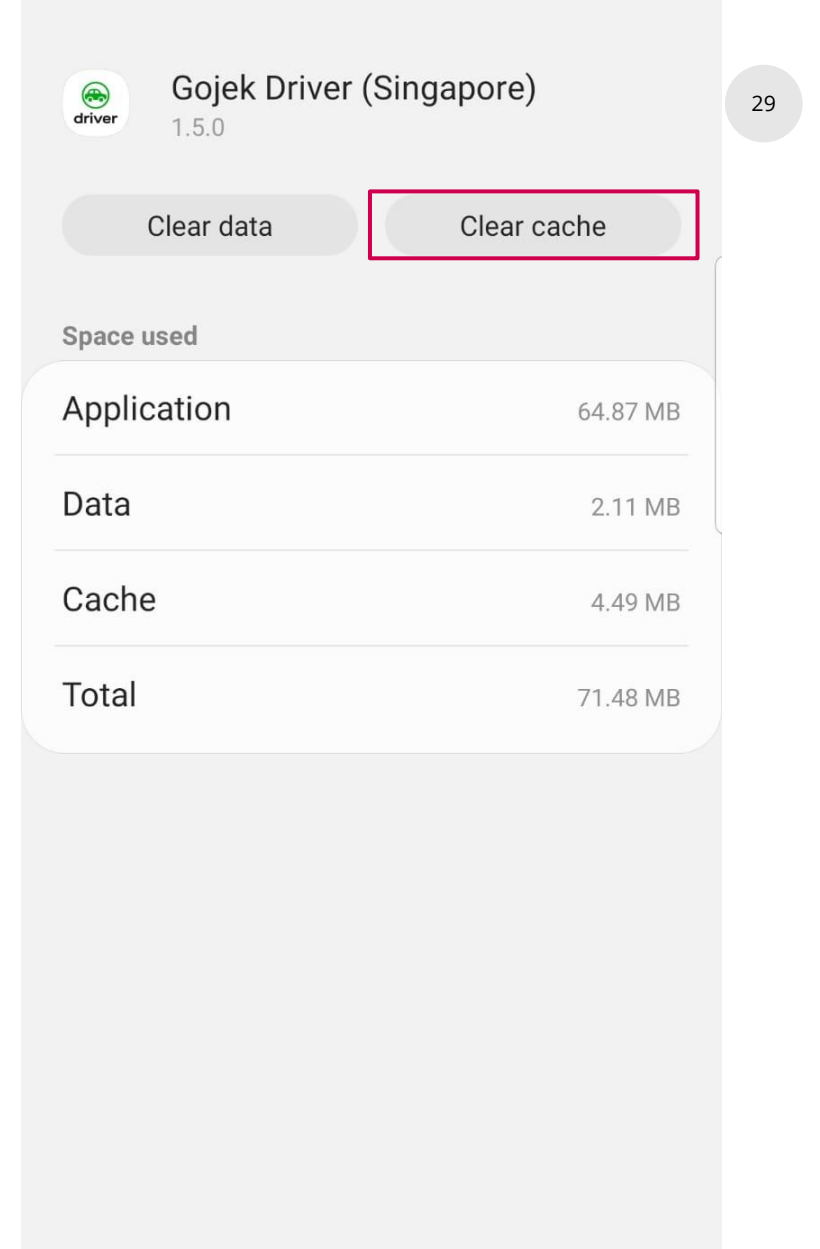 Gojek Driver (Singapore)
29
driver
1.5.0
Clear data
Clear cache
Space used
Application 64.87 MB
Data 2.11 MB
Cache 4.49 MB
Total 71.48 MB